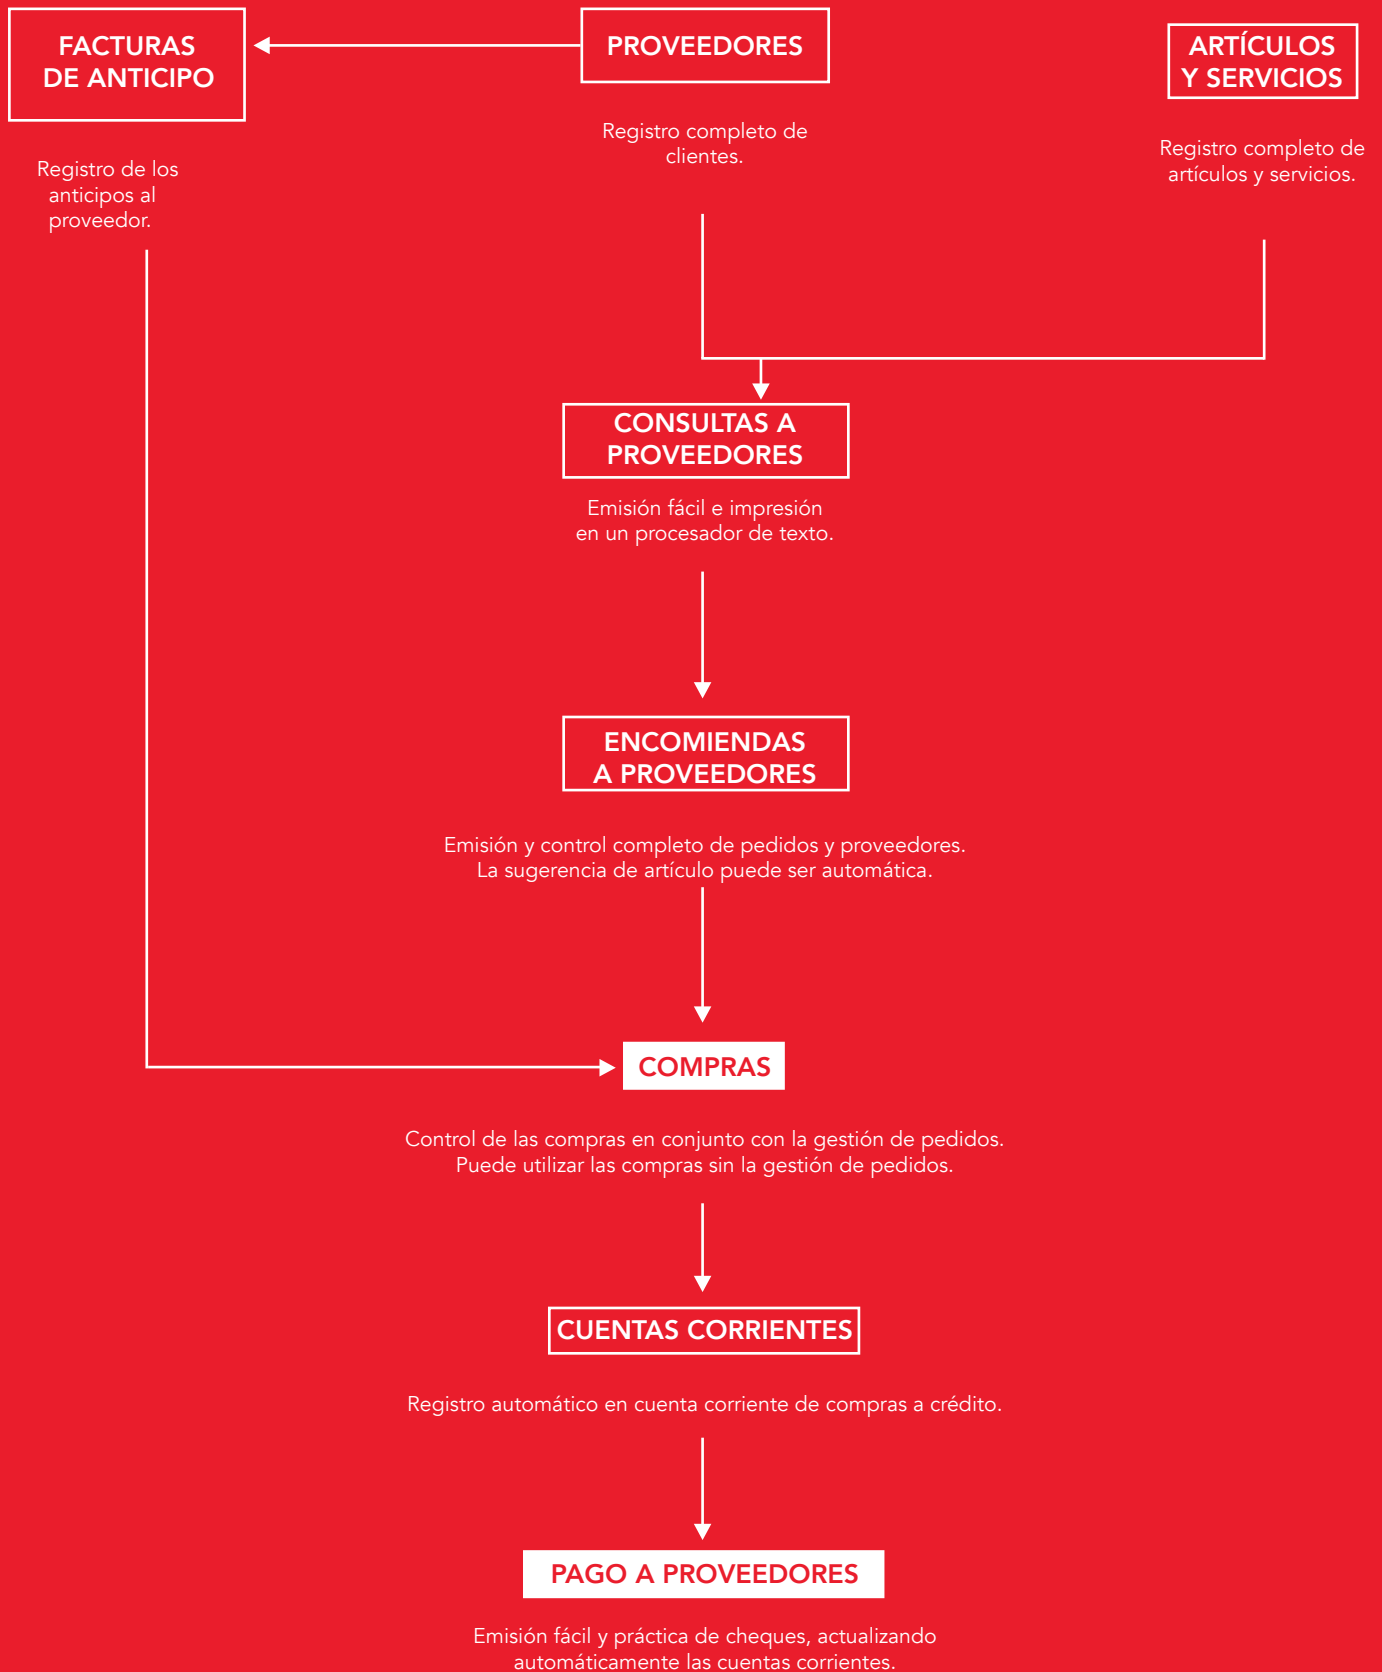 FACTURAS
DE ANTICIPO
Registro de los
anticipos al
proveedor.
PROVEEDORES
Registro completo de
clientes.
ARTÍCULOS
Y SERVICIOS
Registro completo de
artículos y servicios.
CONSULTAS A
PROVEEDORES
Emisión fácil e impresión
en un procesador de texto.
ENCOMIENDAS
A PROVEEDORES
Emisión y control completo de pedidos y proveedores.
La sugerencia de artículo puede ser automática.
COMPRAS
Control de las compras en conjunto con la gestión de pedidos.
Puede utilizar las compras sin la gestión de pedidos.
CUENTAS CORRIENTES
Registro automático en cuenta corriente de compras a crédito.
PAGO A PROVEEDORES
Emisión fácil y práctica de cheques, actualizando
automáticamente las cuentas corrientes.